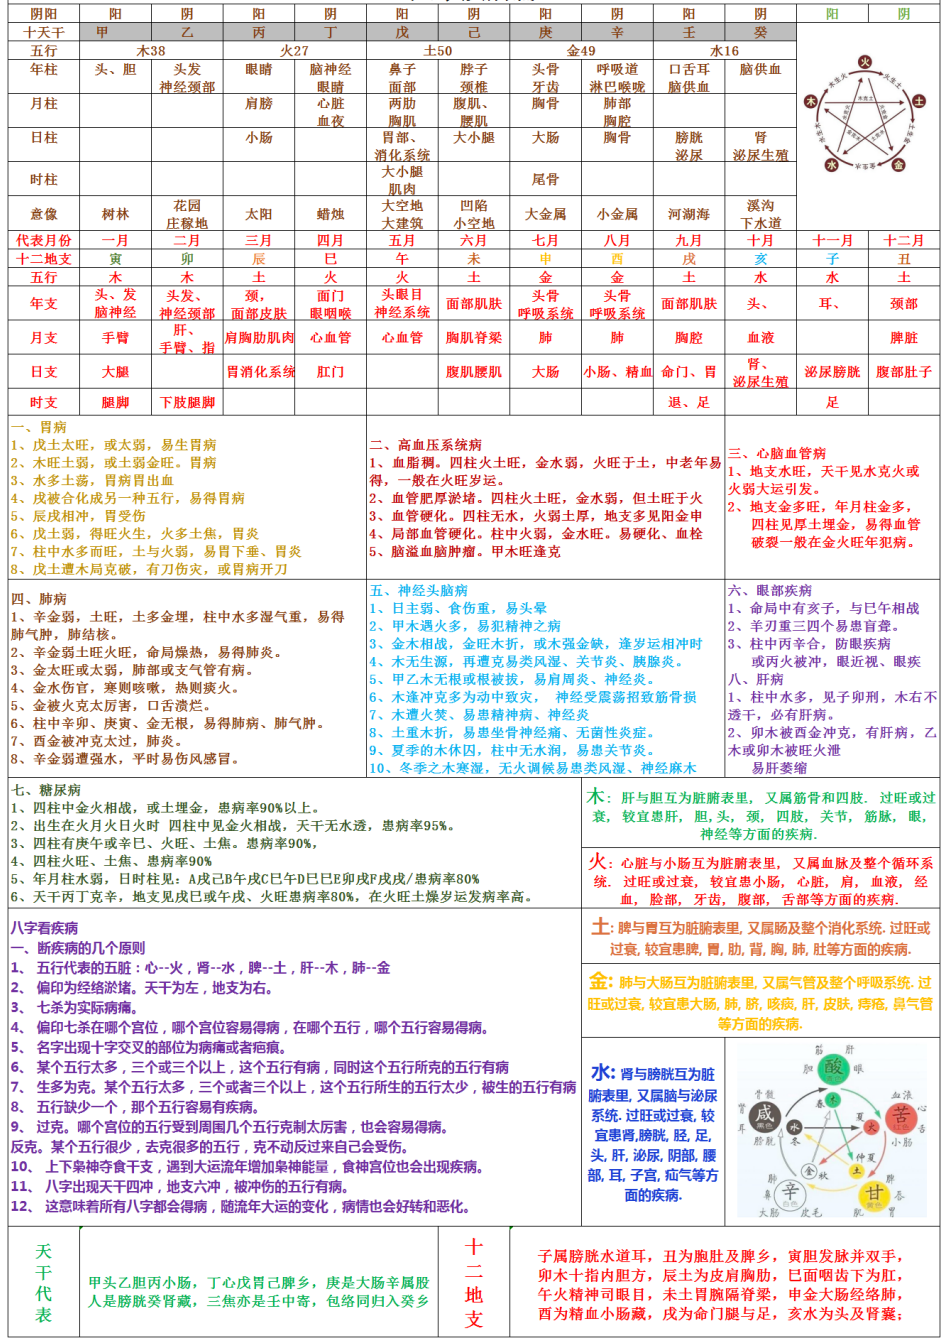 阴阳 阳 阴 阳 阴 阳 阴 阳 阴 阳 阴 阳 阴
十天干 甲 乙 丙 丁 戊 己 庚 辛 壬 癸
五行 木38 火27 土50 金49 水16
年柱 头、胆 头发 神经颈部 眼睛 脑神经 眼睛 鼻子 面部 脖子 颈椎 头骨 牙齿 呼吸道 淋巴喉咙 口舌耳 脑供血 脑供血
月柱 肩膀 心脏 血夜 两肋 胸肌 腹肌、 腰肌 胸骨 肺部 胸腔
日柱 小肠 胃部、 消化系统 大小腿 大肠 胸骨 膀胱 泌尿 肾 泌尿生殖
时柱 大小腿 肌肉 尾骨
意像 树林 花园 庄稼地 太阳 蜡烛 大空地 大建筑 凹陷 小空地 大金属 小金属 河湖海 溪沟 下水道
火 土 金 水 木
木生火 火生土 土生金 金生水 水生木
代表月份 一月 二月 三月 四月 五月 六月 七月 八月 九月 十月 十一月 十二月
十二地支 寅 卯 辰 巳 午 未 申 酉 戌 亥 子 丑
五行 木 木 土 火 火 土 金 金 土 水 水 土
年支 头、发 脑神经 头发、 神经颈部 颈, 面部皮肤 面门 眼咽喉 头眼目 神经系统 面部肌肤 头骨 呼吸系统 头骨 呼吸系统 面部肌肤 头、 耳、 颈部
月支 手臂 肝、 手臂、指 肩胸肋肌肉 心血管 心血管 胸肌脊梁 肺 肺 胸腔 血液 脾脏
日支 大腿 胃消化系统 肛门 腹肌腰肌 大肠 小肠、精血 命门、胃 肾、 泌尿生殖 泌尿膀胱 腹部肚子
时支 腿脚 下肢腿脚 退、足 足
一、胃病
1、戊土太旺，或太弱，易生胃病
2、木旺土弱，或土弱金旺。胃病
3、水多土荡，胃病胃出血
4、戊被合化成另一种五行，易得胃病
5、辰戌相冲，胃受伤
6、戊土弱，得旺火生，火多土焦，胃炎
7、柱中水多而旺，土与火弱，易胃下垂、胃炎
8、戊土遭木局克破，有刀伤灾，或胃病开刀
二、高血压系统病
1、血脂稠。四柱火土旺，金水弱，火旺于土，中老年易
得，一般在火旺岁运。
2、血管肥厚淤堵。四柱火土旺，金水弱，但土旺于火
3、血管硬化。四柱无水，火弱土厚，地支多见阳金申
4、局部血管硬化。柱中火弱，金水旺。易硬化、血栓
5、脑溢血脑肿瘤。甲木旺逢克
三、心脑血管病
1、地支水旺，天干见水克火或
火弱大运引发。
2、地支金多旺，年月柱金多，
四柱见厚土埋金，易得血管
破裂一般在金火旺年犯病。
四、肺病
1、辛金弱，土旺，土多金埋，柱中水多湿气重，易得
肺气肿，肺结核。
2、辛金弱土旺火旺，命局燥热，易得肺炎。
3、金太旺或太弱，肺部或支气管有病。
4、金水伤官，寒则咳嗽，热则痰火。
5、金被火克太厉害，口舌溃烂。
6、柱中辛卯、庚寅、金无根，易得肺病、肺气肿。
7、酉金被冲克太过，肺炎。
8、辛金弱遭强水，平时易伤风感冒。
五、神经头脑病
1、日主弱、食伤重，易头晕
2、甲木遇火多，易犯精神之病
3、金木相战，金旺木折，或木强金缺，逢岁运相冲时
4、木无生源，再遭克易类风湿、关节炎、胰腺炎。
5、甲乙木无根或根被拔，易肩周炎、神经炎。
6、木逢冲克多为动中致灾， 神经受震荡招致筋骨损
7、木遭火焚、易患精神病、神经炎
8、土重木折，易患坐骨神经痛、无菌性炎症。
9、夏季的木休囚，柱中无水润，易患关节炎。
10、冬季之木寒湿，无火调候易患类风湿、神经麻木
六、眼部疾病
1、命局中有亥子，与巳午相战
2、羊刃重三四个易患盲聋。
3、柱中丙辛合，防眼疾病
或丙火被冲，眼近视、眼疾
八、肝病
1、柱中水多，见子卯刑，木右不
透干，必有肝病。
2、卯木被酉金冲克，有肝病，乙
木或卯木被旺火泄
易肝萎缩
七、糖尿病
1、四柱中金火相战，或土埋金，患病率90%以上。
2、出生在火月火日火时 四柱中见金火相战，天干无水透，患病率95%。
3、四柱有庚午或辛巳、火旺、土焦。患病率90%，
4、四柱火旺、土焦、患病率90%
5、年月柱水弱，日时柱见：A戌己B午戌C巳午D巳巳E卯戌F戌戌/患病率80%
6、天干丙丁克辛，地支见戌巳或午戌、火旺患病率80%，在火旺土燥岁运发病率高。
木：肝与胆互为脏腑表里，又属筋骨和四肢．过旺或过
衰，较宜患肝，胆,头，颈，四肢，关节，筋脉，眼，
神经等方面的疾病．
火：心脏与小肠互为脏腑表里，又属血脉及整个循环系
统．过旺或过衰，较宜患小肠，心脏，肩，血液，经
血，脸部，牙齿，腹部，舌部等方面的疾病．
八字看疾病
一、断疾病的几个原则
1、 五行代表的五脏：心--火，肾--水，脾--土，肝--木，肺--金
2、 偏印为经络淤堵。天干为左，地支为右。
3、 七杀为实际病痛。
4、 偏印七杀在哪个宫位，哪个宫位容易得病，在哪个五行，哪个五行容易得病。
5、 名字出现十字交叉的部位为病痛或者疤痕。
6、 某个五行太多，三个或三个以上，这个五行有病，同时这个五行所克的五行有病
7、 生多为克。某个五行太多，三个或者三个以上，这个五行所生的五行太少，被生的五行有病
8、 五行缺少一个，那个五行容易有疾病。
9、 过克。哪个宫位的五行受到周围几个五行克制太厉害，也会容易得病。
反克。某个五行很少，去克很多的五行，克不动反过来自己会受伤。
10、 上下枭神夺食干支，遇到大运流年增加枭神能量，食神宫位也会出现疾病。
11、 八字出现天干四冲，地支六冲，被冲伤的五行有病。
12、 这意味着所有八字都会得病，随流年大运的变化，病情也会好转和恶化。
土: 脾与胃互为脏腑表里, 又属肠及整个消化系统. 过旺或
过衰, 较宜患脾, 胃, 肋, 背, 胸, 肺, 肚等方面的疾病.
金: 肺与大肠互为脏腑表里, 又属气管及整个呼吸系统. 过
旺或过衰, 较宜患大肠, 肺, 脐, 咳痰, 肝, 皮肤, 痔疮, 鼻气管
等方面的疾病.
水: 肾与膀胱互为脏
腑表里, 又属脑与泌尿
系统. 过旺或过衰, 较
宜患肾,膀胱, 胫, 足,
头, 肝, 泌尿, 阴部, 腰
部, 耳, 子宫, 疝气等方
面的疾病.
筋 肝
胆 酸 眼
骨髓 春 木 血液
肾 咸 黑色 水 夏 火 苦 红色 心
耳 冬 舌
膀胱 仲夏 小肠
肺 金 秋 土 脾
鼻 辛 白色 甘 黄色 唇
大肠 皮毛 肌 胃
天干代表
甲头乙胆丙小肠，丁心戊胃己脾乡，庚是大肠辛属股
人是膀胱癸肾藏，三焦亦是壬中寄，包络同归入癸乡
十二地支
子属膀胱水道耳，丑为胞肚及脾乡，寅胆发脉并双手，
卯木十指内胆方，辰土为皮肩胸肋，巳面咽齿下为肛，
午火精神司眼目，未土胃腕隔脊梁，申金大肠经络肺，
酉为精血小肠藏，戌为命门腿与足，亥水为头及肾囊；